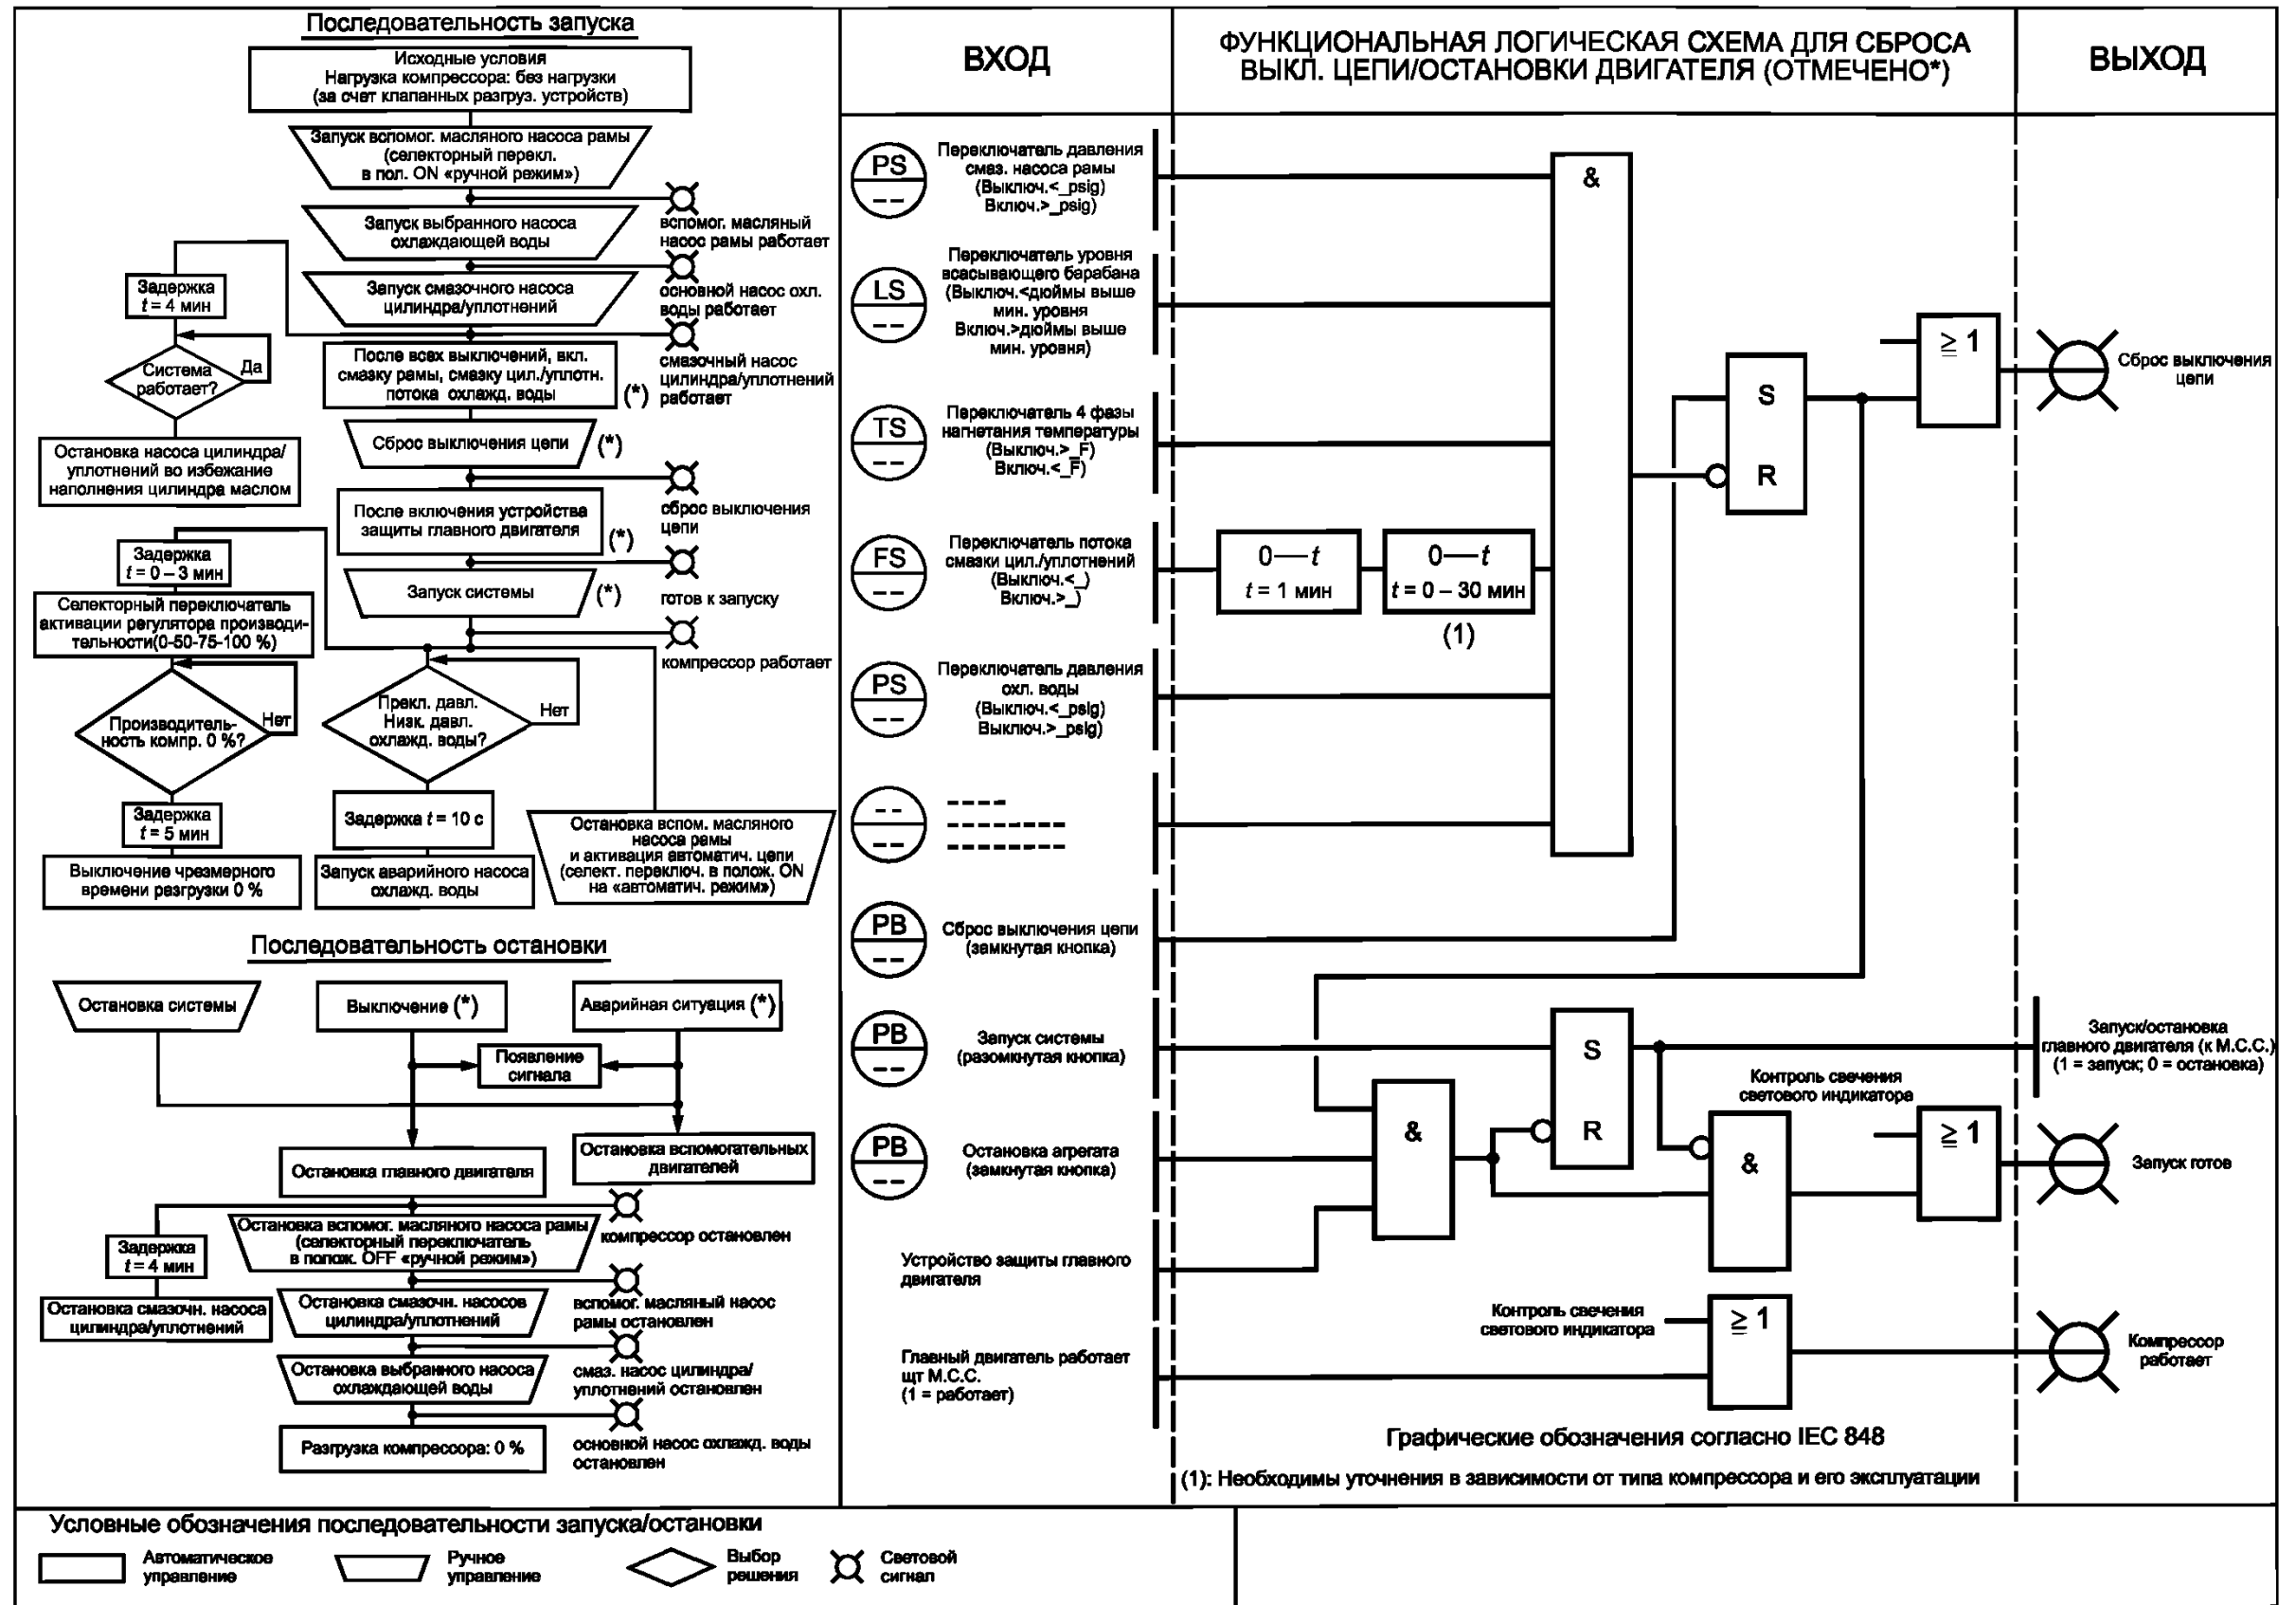 Последовательность запуска
Исходные условия
Нагрузка компрессора: без нагрузки
(за счет клапанных разгруз. устройств)
Запуск вспомог. масляного насоса рамы
(селекторный перекл.
в пол. ON «ручной режим»)
вспомог. масляный
насос рамы работает
Запуск выбранного насоса
охлаждающей воды
основной насос охл.
воды работает
Запуск смазочного насоса
цилиндра/уплотнений
смазочный насос
цилиндра/уплотнений
работает
Задержка
t = 4 мин
Система
работает?
Да
Остановка насоса цилиндра/
уплотнений во избежание
наполнения цилиндра маслом
После всех выключений, вкл.
смазку рамы, смазку цил./уплотн.
потока охлажд. воды
(*)
Сброс выключения цепи
(*)
сброс выключения
цепи
После включения устройства
защиты главного двигателя
(*)
готов к запуску
Запуск системы
(*)
компрессор работает
Задержка
t = 0 – 3 мин
Селекторный переключатель
активации регулятора производи-
тельности(0-50-75-100 %)
Производитель-
ность компр. 0 %?
Нет
Задержка
t = 5 мин
Выключение чрезмерного
времени разгрузки 0 %
Прекл. давл.
Низк. давл.
охлажд. воды?
Нет
Задержка t = 10 с
Запуск аварийного насоса
охлажд. воды
Остановка вспом. масляного
насоса рамы
и активация автоматич. цепи
(селект. переключ. в полож. ON
на «автоматич. режим»)
Последовательность остановки
Остановка системы
Выключение (*)
Аварийная ситуация (*)
Появление
сигнала
Остановка главного двигателя
Остановка вспомогательных
двигателей
компрессор остановлен
Задержка
t = 4 мин
Остановка смазочн. насоса
цилиндра/уплотнений
Остановка вспомог. масляного насоса рамы
(селекторный переключатель
в полож. OFF «ручной режим»)
вспомог. масляный насос
рамы остановлен
Остановка смазочн. насосов
цилиндра/уплотнений
смаз. насос цилиндра/
уплотнений остановлен
Остановка выбранного насоса
охлаждающей воды
основной насос охлажд. воды
остановлен
Разгрузка компрессора: 0 %
ВХОД
ФУНКЦИОНАЛЬНАЯ ЛОГИЧЕСКАЯ СХЕМА ДЛЯ СБРОСА
ВЫКЛ. ЦЕПИ/ОСТАНОВКИ ДВИГАТЕЛЯ (ОТМЕЧЕНО*)
ВЫХОД
PS
– –
Переключатель давления
смаз. насоса рамы
(Выключ.<_psig)
Включ.>_psig)
LS
– –
Переключатель уровня
всасывающего барабана
(Выключ.<дюймы выше
мин. уровня
Включ.>дюймы выше
мин. уровня)
TS
– –
Переключатель 4 фазы
нагнетания температуры
(Выключ.>_F)
Включ.<_F)
FS
– –
Переключатель потока
смазки цил./уплотнений
(Выключ.<_)
Включ.>_)
0—t
t = 1 мин
0—t
t = 0 – 30 мин
(1)
PS
– –
Переключатель давления
охл. воды
(Выключ.<_psig)
Выключ.>_psig)
– –
– –
PB
– –
Сброс выключения цепи
(замкнутая кнопка)
PB
– –
Запуск системы
(разомкнутая кнопка)
PB
– –
Остановка агрегата
(замкнутая кнопка)
Устройство защиты главного
двигателя
Главный двигатель работает
щт М.С.С.
(1 = работает)
&
S
R
≥ 1
Сброс выключения
цепи
&
S
R
&
Контроль свечения
светового индикатора
≥ 1
Запуск/остановка
главного двигателя (к М.С.С.)
(1 = запуск; 0 = остановка)
Запуск готов
Контроль свечения
светового индикатора
≥ 1
Компрессор
работает
Графические обозначения согласно IEC 848
(1): Необходимы уточнения в зависимости от типа компрессора и его эксплуатации
Условные обозначения последовательности запуска/остановки
Автоматическое
управление
Ручное
управление
Выбор
решения
Световой
сигнал